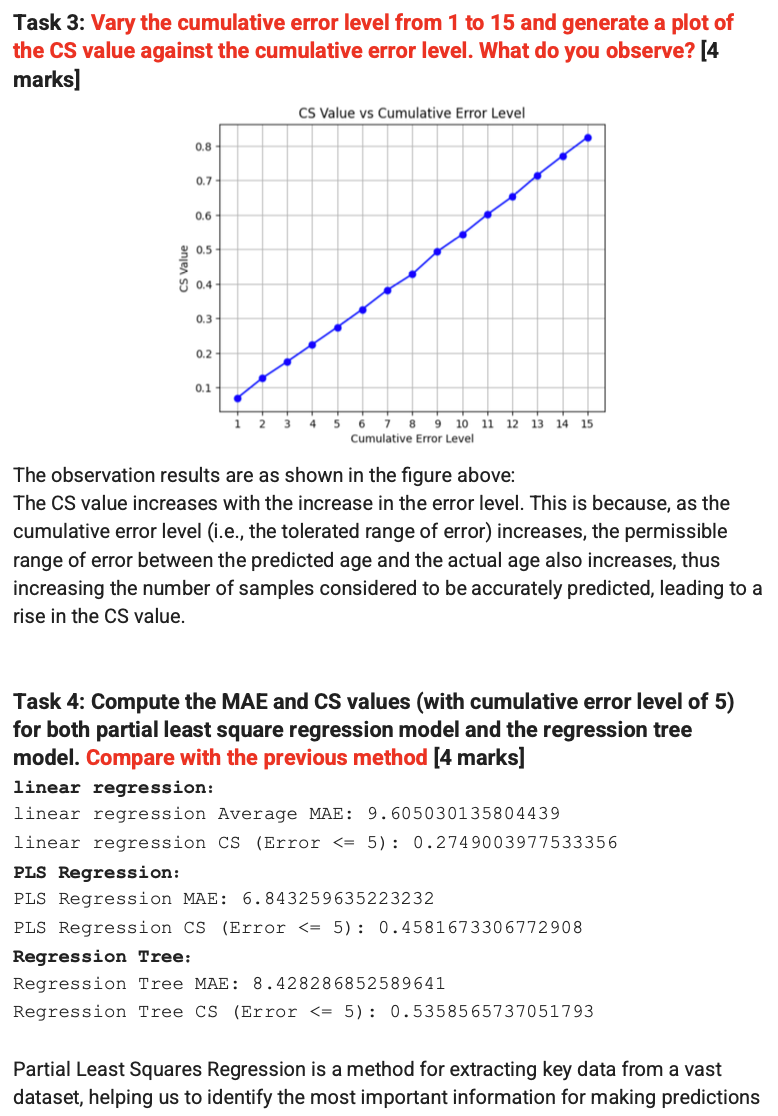 Task 3: Vary the cumulative error level from 1 to 15 and generate a plot of
the CS value against the cumulative error level. What do you observe? [4
marks]
CS Value vs Cumulative Error Level
0.8
0.7
0.6
0.5
0.4
0.3
0.2
0.1
CS Value
1 2 3 4 5 6 7 8 9 10 11 12 13 14 15
Cumulative Error Level
The observation results are as shown in the figure above:
The CS value increases with the increase in the error level. This is because, as the
cumulative error level (i.e., the tolerated range of error) increases, the permissible
range of error between the predicted age and the actual age also increases, thus
increasing the number of samples considered to be accurately predicted, leading to a
rise in the CS value.
Task 4: Compute the MAE and CS values (with cumulative error level of 5)
for both partial least square regression model and the regression tree
model. Compare with the previous method [4 marks]
linear regression:
linear regression Average MAE: 9.605030135804439
linear regression CS (Error <= 5): 0.2749003977533356
PLS Regression:
PLS Regression MAE: 6.843259635223232
PLS Regression CS (Error <= 5): 0.4581673306772908
Regression Tree:
Regression Tree MAE: 8.428286852589641
Regression Tree CS (Error <= 5): 0.5358565737051793
Partial Least Squares Regression is a method for extracting key data from a vast
dataset, helping us to identify the most important information for making predictions